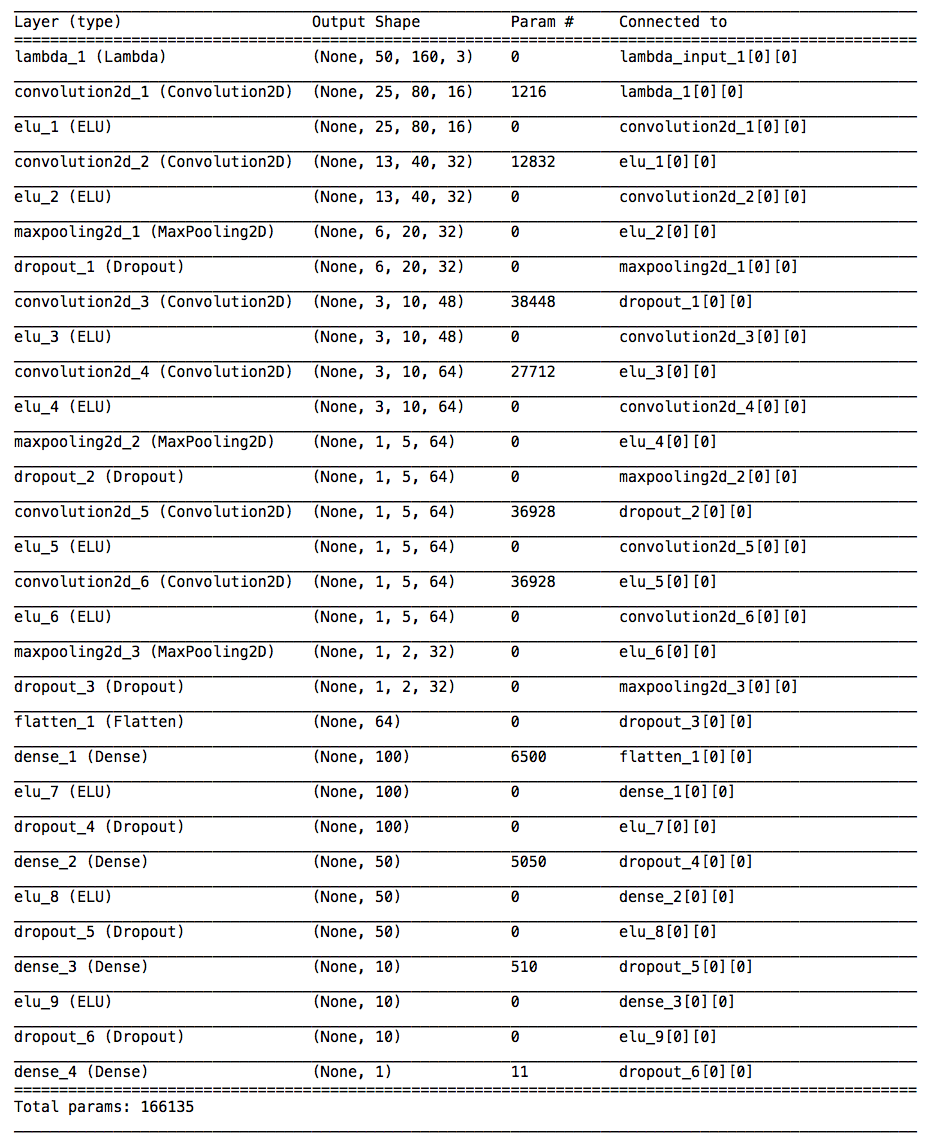 Layer (type) Output Shape Param # Connected to
lambda_1 (Lambda) (None, 50, 160, 3) 0 lambda_input_1[0][0]
convolution2d_1 (Convolution2D) (None, 25, 80, 16) 1216 lambda_1[0][0]
elu_1 (ELU) (None, 25, 80, 16) 0 convolution2d_1[0][0]
convolution2d_2 (Convolution2D) (None, 13, 40, 32) 12832 elu_1[0][0]
elu_2 (ELU) (None, 13, 40, 32) 0 convolution2d_2[0][0]
maxpooling2d_1 (MaxPooling2D) (None, 6, 20, 32) 0 elu_2[0][0]
dropout_1 (Dropout) (None, 6, 20, 32) 0 maxpooling2d_1[0][0]
convolution2d_3 (Convolution2D) (None, 3, 10, 48) 38448 dropout_1[0][0]
elu_3 (ELU) (None, 3, 10, 48) 0 convolution2d_3[0][0]
convolution2d_4 (Convolution2D) (None, 3, 10, 64) 27712 elu_3[0][0]
elu_4 (ELU) (None, 3, 10, 64) 0 convolution2d_4[0][0]
maxpooling2d_2 (MaxPooling2D) (None, 1, 5, 64) 0 elu_4[0][0]
dropout_2 (Dropout) (None, 1, 5, 64) 0 maxpooling2d_2[0][0]
convolution2d_5 (Convolution2D) (None, 1, 5, 64) 36928 dropout_2[0][0]
elu_5 (ELU) (None, 1, 5, 64) 0 convolution2d_5[0][0]
convolution2d_6 (Convolution2D) (None, 1, 5, 64) 36928 elu_5[0][0]
elu_6 (ELU) (None, 1, 5, 64) 0 convolution2d_6[0][0]
maxpooling2d_3 (MaxPooling2D) (None, 1, 2, 32) 0 elu_6[0][0]
dropout_3 (Dropout) (None, 1, 2, 32) 0 maxpooling2d_3[0][0]
flatten_1 (Flatten) (None, 64) 0 dropout_3[0][0]
dense_1 (Dense) (None, 100) 6500 flatten_1[0][0]
elu_7 (ELU) (None, 100) 0 dense_1[0][0]
dropout_4 (Dropout) (None, 100) 0 elu_7[0][0]
dense_2 (Dense) (None, 50) 5050 dropout_4[0][0]
elu_8 (ELU) (None, 50) 0 dense_2[0][0]
dropout_5 (Dropout) (None, 50) 0 elu_8[0][0]
dense_3 (Dense) (None, 10) 510 dropout_5[0][0]
elu_9 (ELU) (None, 10) 0 dense_3[0][0]
dropout_6 (Dropout) (None, 10) 0 elu_9[0][0]
dense_4 (Dense) (None, 1) 11 dropout_6[0][0]
Total params: 166135